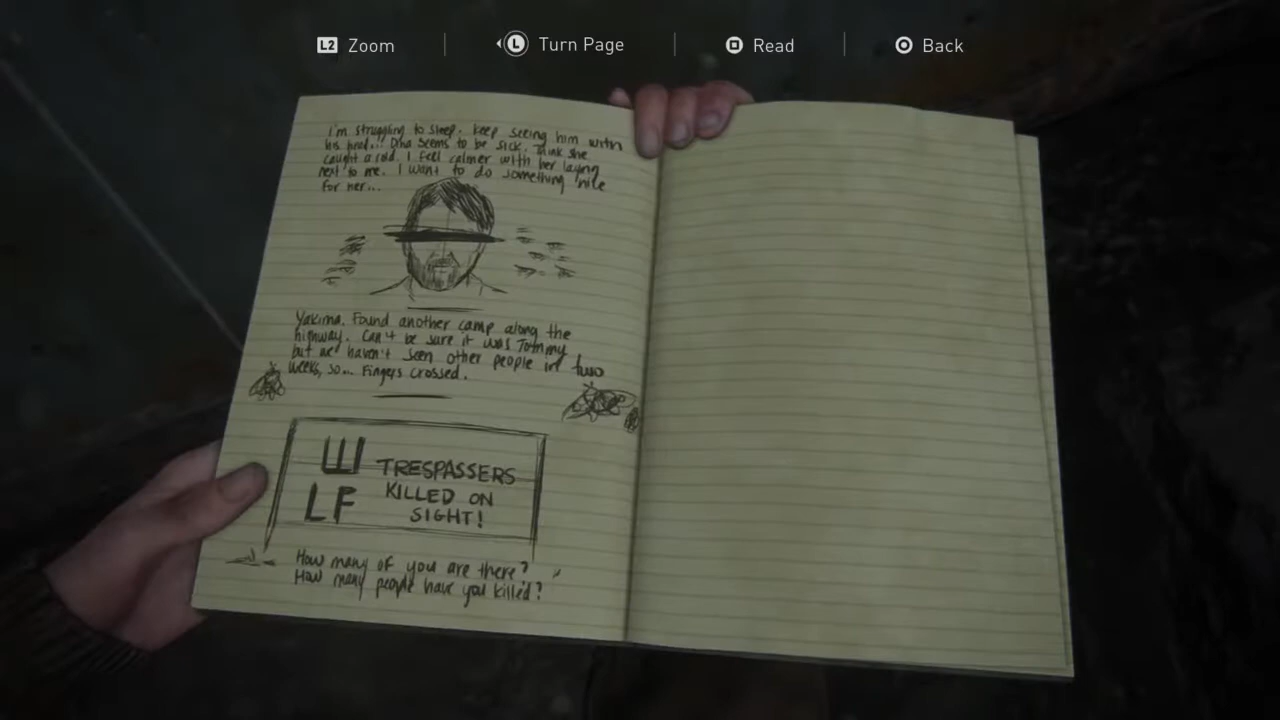 L2 Zoom
L Turn Page
Read
Back
I'm struggling to sleep. Keep seeing him with
his head... Dina seems to be sick. Think she
caught a cold. I feel calmer with her laying
next to me. I want to do something nice
for her...
Yakima. Found another camp along the
highway. Can't be sure it was Tommy
but we haven't seen other people in two
weeks, so... Fingers crossed.
W
LF
TRESPASSERS
KILLED ON
SIGHT!
How many of you are there?
How many people have you killed?